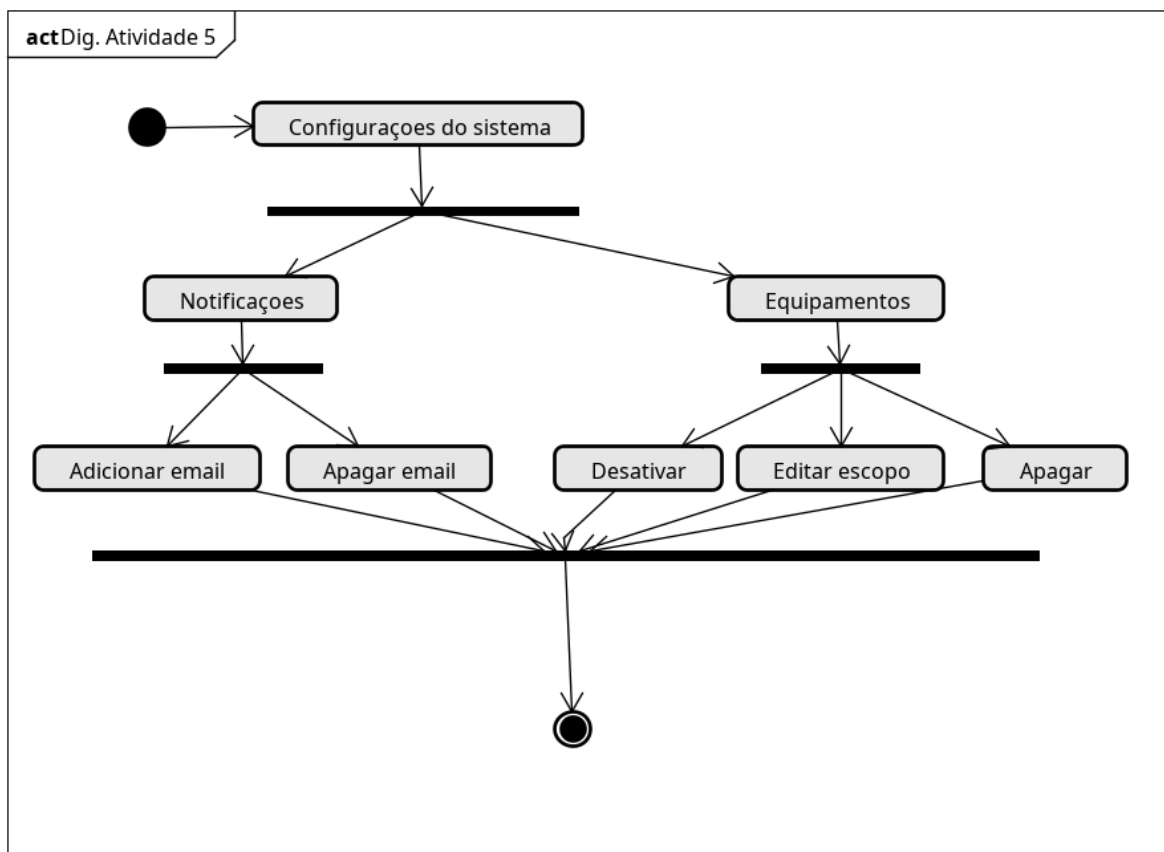 actDig. Atividade 5
Configuraçoes do sistema
Notificaçoes
Equipamentos
Adicionar email
Apagar email
Desativar
Editar escopo
Apagar